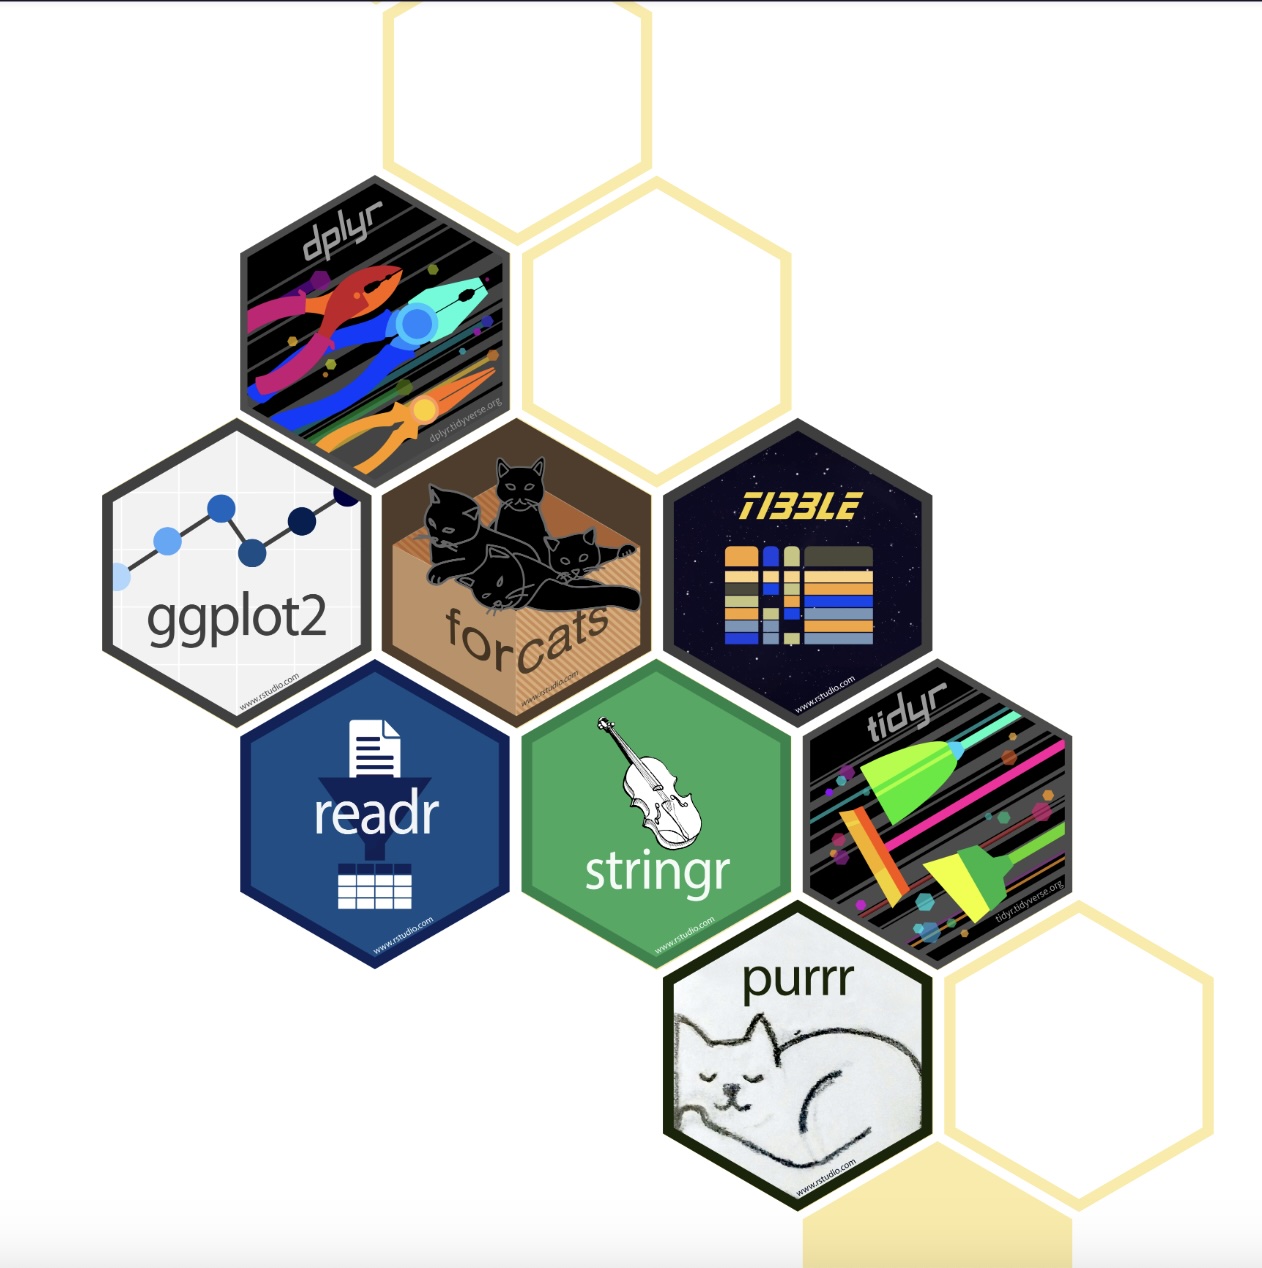 dplyr
dplyr.tidyverse.org
ggplot2
www.rstudio.com
forcats
www.rstudio.com
TIBBLE
www.rstudio.com
readr
www.rstudio.com
stringr
www.rstudio.com
tidyr
tidyr.tidyverse.org
purrr
www.rstudio.com